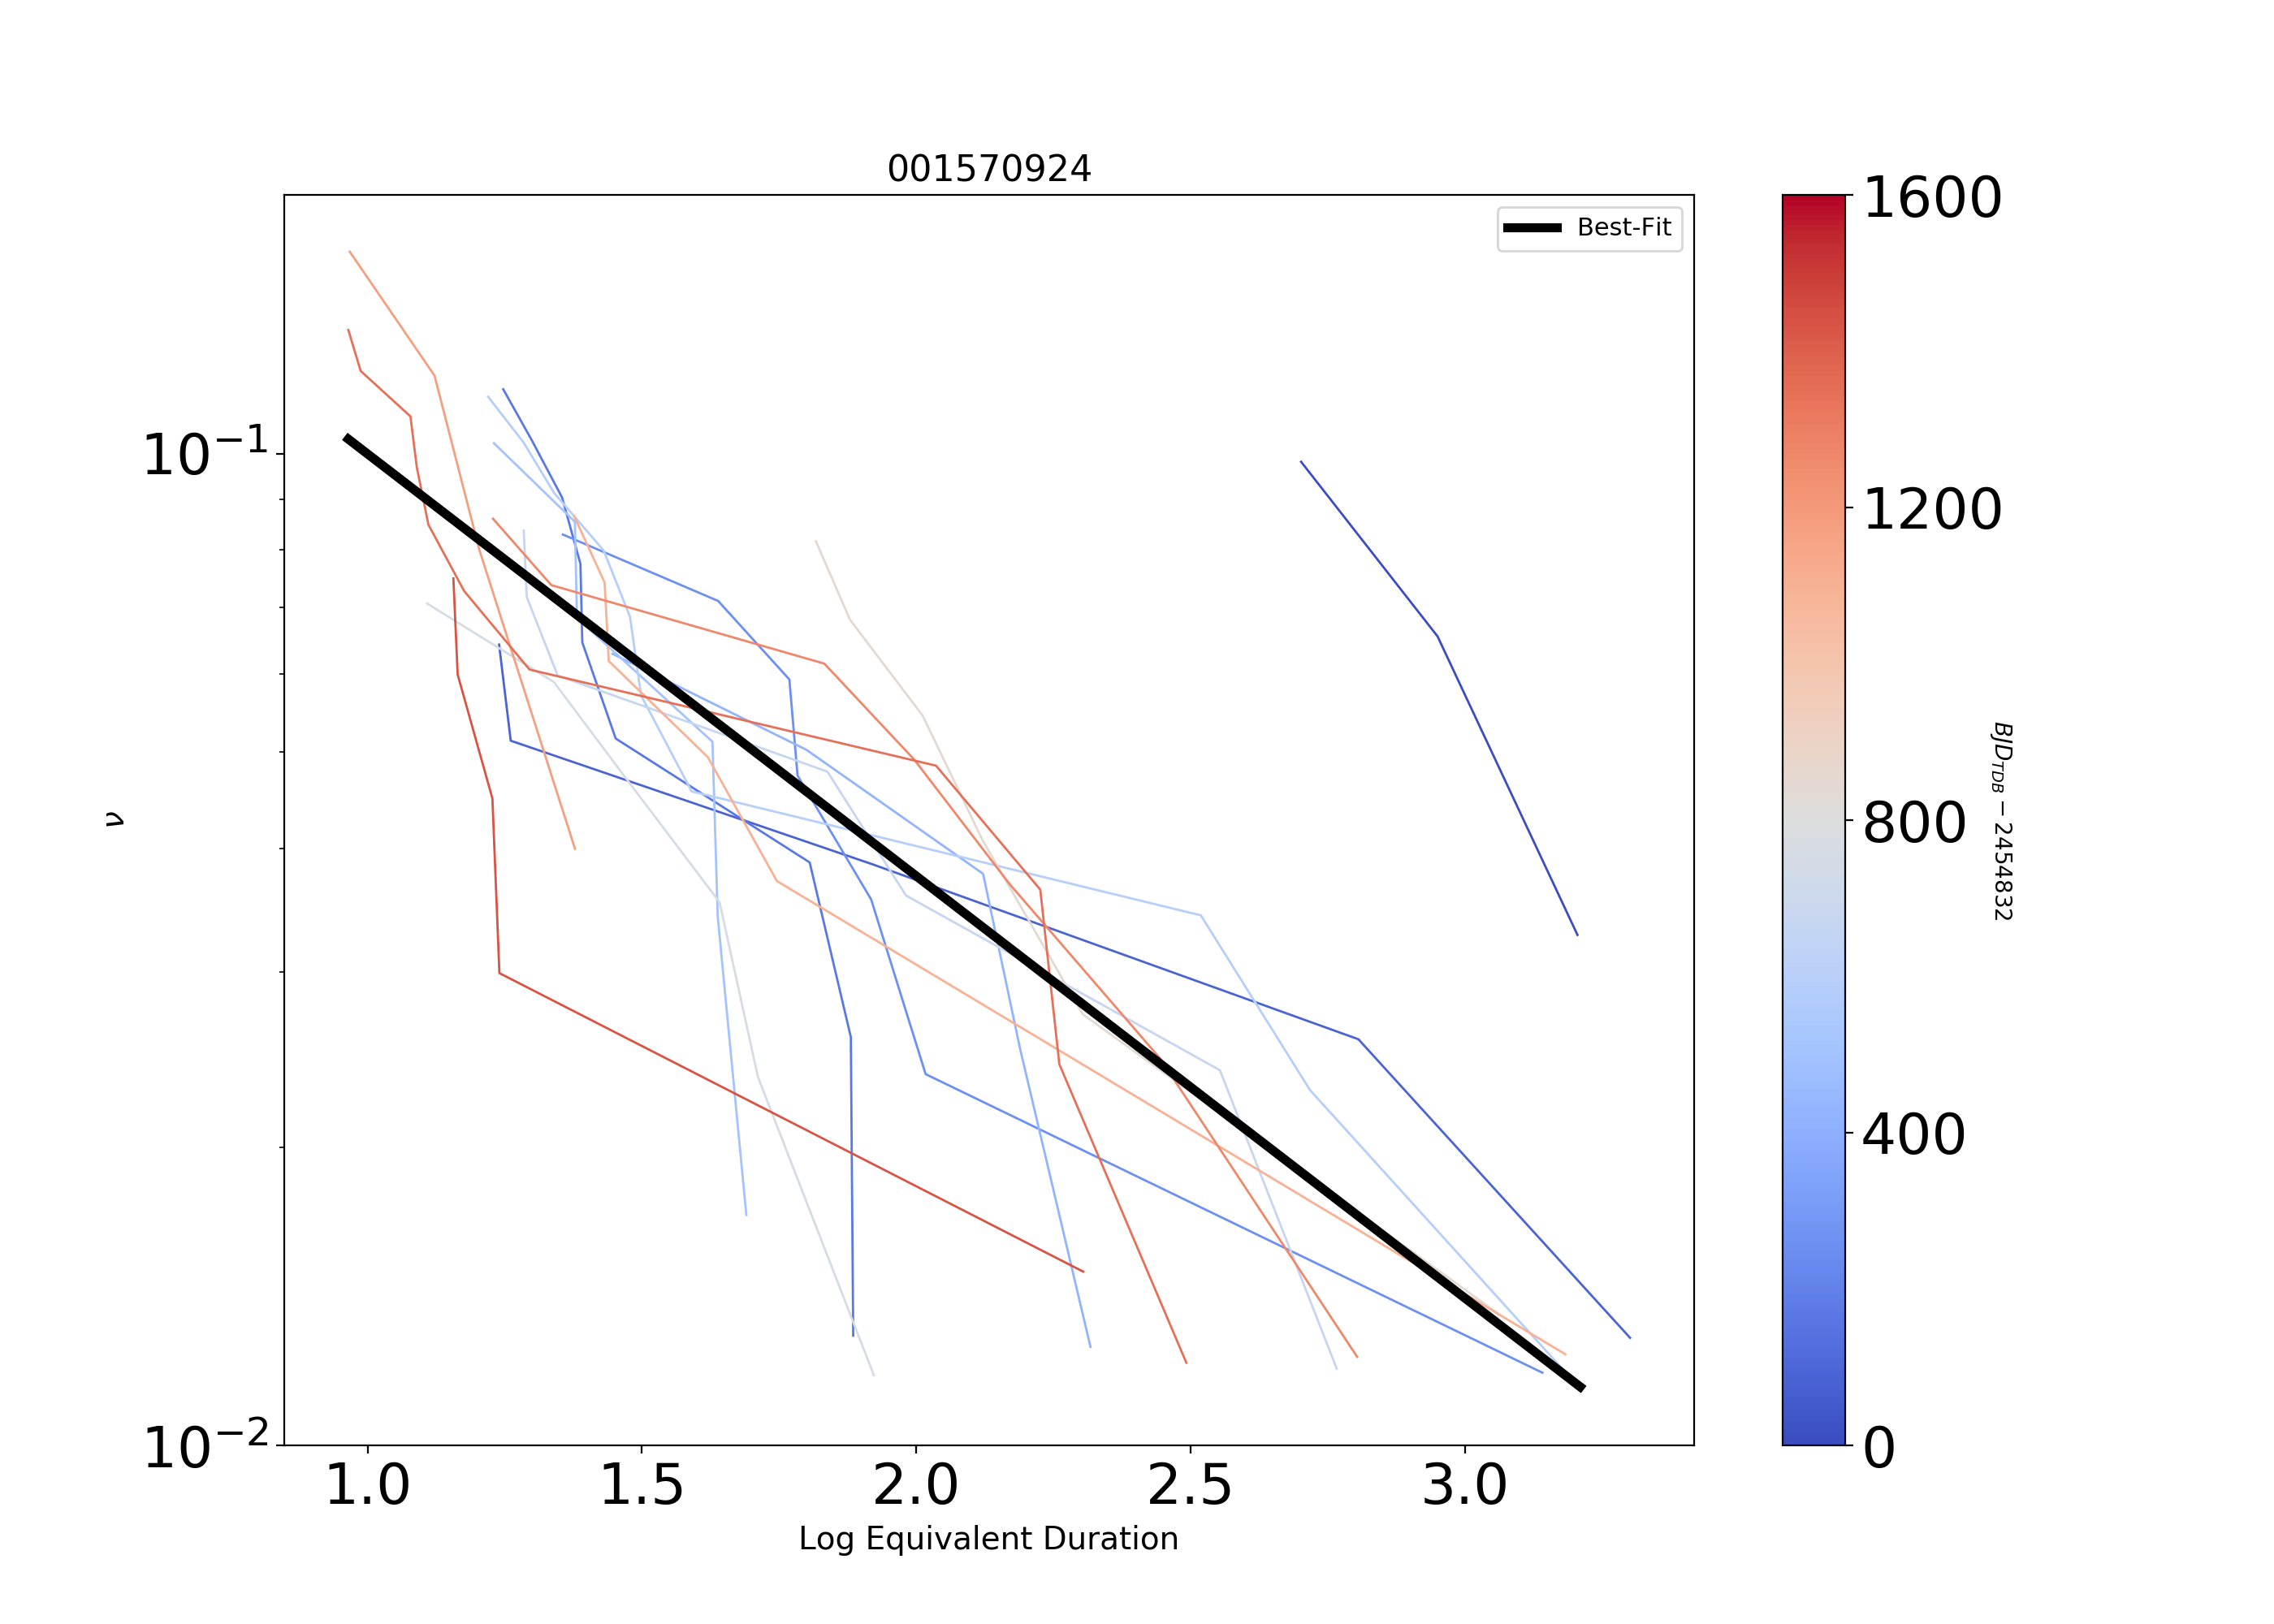 001570924
Best-Fit
10⁻¹
10⁻²
ν
1.0 1.5 2.0 2.5 3.0
Log Equivalent Duration
1600
1200
800
400
0
BJD_TDB − 2454832